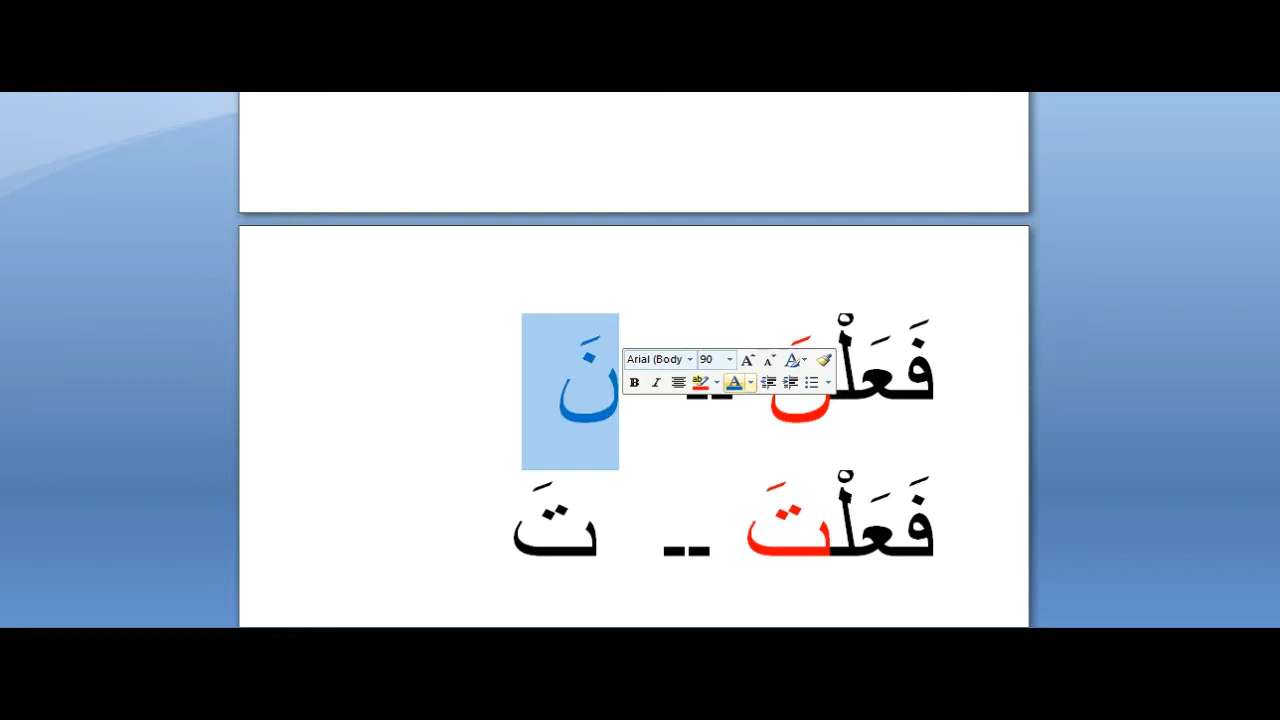 فَعَلْنَ -- نَ
Arial (Body 90
فَعَلْتَ -- تَ